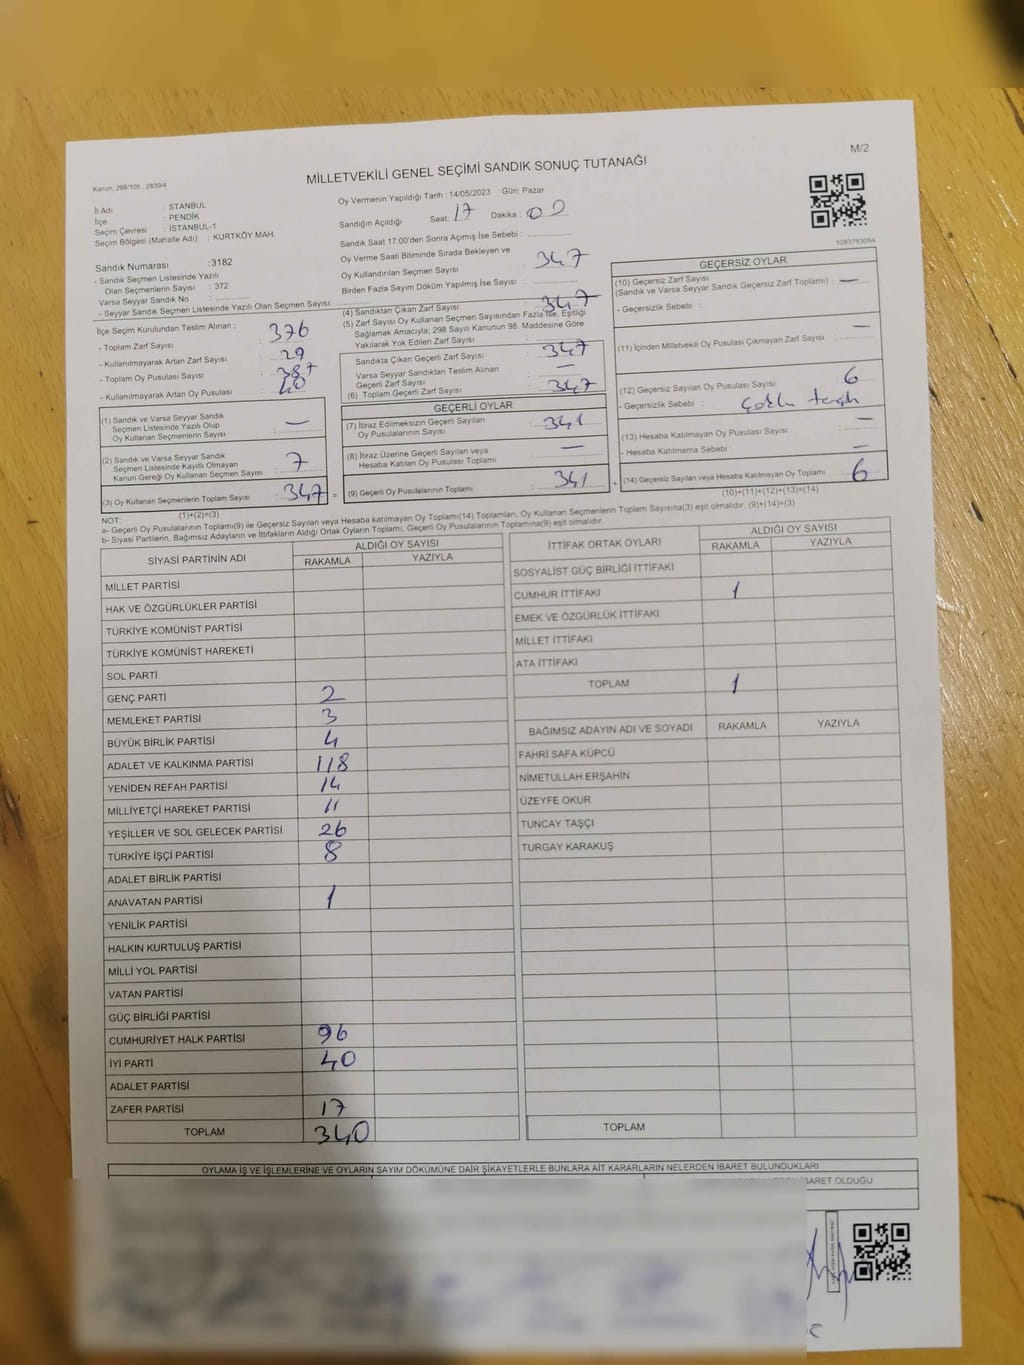 M/2
MİLLETVEKİLİ GENEL SEÇİMİ SANDIK SONUÇ TUTANAĞI
Kanun; 298/105 , 2839/4
İl Adı : STANBUL
İlçe : PENDİK
Seçim Çevresi : İSTANBUL-1
Seçim Bölgesi (Mahalle Adı) : KURTKÖY MAH.
Oy Vermenin Yapıldığı Tarih : 14/05/2023 Gün: Pazar
Sandığın Açıldığı Saat: 17 Dakika: 00
Sandık Saat 17:00'den Sonra Açımış İse Sebebi :
Oy Verme Saati Bitiminde Sırada Bekleyen ve
Oy Kullandırılan Seçmen Sayısı : 347
Birden Fazla Sayım Döküm Yapılmış İse Sayısı :
1083783094
Sandık Numarası :3182
- Sandık Seçmen Listesinde Yazılı
Olan Seçmenlerin Sayısı : 372
Varsa Seyyar Sandık No
- Seyyar Sandık Seçmen Listesinde Yazılı Olan Seçmen Sayısı:
İlçe Seçim Kurulundan Teslim Alınan ;
- Toplam Zarf Sayısı : 376
- Kullanılmayarak Artan Zarf Sayısı : 29
- Toplam Oy Pusulası Sayısı : 387
- Kullanılmayarak Artan Oy Pusulası : 40
(1) Sandık ve Varsa Seyyar Sandık
Seçmen Listesinde Yazılı Olup
Oy Kullanan Seçmenlerin Sayısı : —
(2) Sandık ve Varsa Seyyar Sandık
Seçmen Listesinde Kayıtlı Olmayan
Kanun Gereği Oy Kullanan Seçmen Sayısı : 7
(3) Oy Kullanan Seçmenlerin Toplam Sayısı : 347
(1)+(2)=(3)
(4) Sandıktan Çıkan Zarf Sayısı : 347
(5) Zarf Sayısı Oy Kullanan Seçmen Sayısından Fazla İse, Eşitliği
Sağlamak Amacıyla; 298 Sayılı Kanunun 98. Maddesine Göre
Yakılarak Yok Edilen Zarf Sayısı :
Sandıkta Çıkan Geçerli Zarf Sayısı : 347
Varsa Seyyar Sandıktan Teslim Alınan
Geçerli Zarf Sayısı : —
(6) Toplam Geçerli Zarf Sayısı : 347
GEÇERLİ OYLAR
(7) İtiraz Edilmeksizin Geçerli Sayılan
Oy Pusulalarının Sayısı : 341
(8) İtiraz Üzerine Geçerli Sayılan veya
Hesaba Katılan Oy Pusulası Toplamı : —
(9) Geçerli Oy Pusulalarının Toplamı : 341
GEÇERSİZ OYLAR
(10) Geçersiz Zarf Sayısı
(Sandık ve Varsa Seyyar Sandık Geçersiz Zarf Toplamı) : —
- Geçersizlik Sebebi :
—
(11) İçinden Milletvekili Oy Pusulası Çıkmayan Zarf Sayısı
(12) Geçersiz Sayılan Oy Pusulası Sayısı : 6
- Geçersizlik Sebebi :
(13) Hesaba Katılmayan Oy Pusulası Sayısı : —
- Hesaba Katılmama Sebebi : —
(14) Geçersiz Sayılan veya Hesaba Katılmayan Oy Toplamı : 6
(10)+(11)+(12)+(13)=(14)
NOT:
a- Geçerli Oy Pusulalarının Toplamı(9) ile Geçersiz Sayılan veya Hesaba katılmayan Oy Toplamı(14) Toplamları, Oy Kullanan Seçmenlerin Toplam Sayısına(3) eşit olmalıdır. (9)+(14)=(3)
b- Siyasi Partilerin, Bağımsız Adayların ve İttifakların Aldığı Ortak Oyların Toplamı, Geçerli Oy Pusulalarının Toplamına(9) eşit olmalıdır.
SİYASİ PARTİNİN ADI ALDIĞI OY SAYISI
RAKAMLA YAZIYLA
MİLLET PARTİSİ
HAK VE ÖZGÜRLÜKLER PARTİSİ
TÜRKİYE KOMÜNİST PARTİSİ
TÜRKİYE KOMÜNİST HAREKETİ
SOL PARTİ
GENÇ PARTİ 2
MEMLEKET PARTİSİ 3
BÜYÜK BİRLİK PARTİSİ 4
ADALET VE KALKINMA PARTİSİ 118
YENİDEN REFAH PARTİSİ 14
MİLLİYETÇİ HAREKET PARTİSİ 11
YEŞİLLER VE SOL GELECEK PARTİSİ 26
TÜRKİYE İŞÇİ PARTİSİ 8
ADALET BİRLİK PARTİSİ
ANAVATAN PARTİSİ 1
YENİLİK PARTİSİ
HALKIN KURTULUŞ PARTİSİ
MİLLİ YOL PARTİSİ
VATAN PARTİSİ
GÜÇ BİRLİĞİ PARTİSİ
CUMHURİYET HALK PARTİSİ 96
İYİ PARTİ 40
ADALET PARTİSİ
ZAFER PARTİSİ 17
TOPLAM 340
İTTİFAK ORTAK OYLARI ALDIĞI OY SAYISI
RAKAMLA YAZIYLA
SOSYALİST GÜÇ BİRLİĞİ İTTİFAKI
CUMHUR İTTİFAKI 1
EMEK VE ÖZGÜRLÜK İTTİFAKI
MİLLET İTTİFAKI
ATA İTTİFAKI
TOPLAM 1
BAĞIMSIZ ADAYIN ADI VE SOYADI RAKAMLA YAZIYLA
FAHRİ SAFA KÜPCÜ
NİMETULLAH ERŞAHİN
ÜZEYFE OKUR
TUNCAY TAŞÇI
TURGAY KARAKUŞ
TOPLAM
OYLAMA İŞ VE İŞLEMLERİNE VE OYLARIN SAYIM DÖKÜMÜNE DAİR ŞİKAYETLERLE BUNLARA AİT KARARLARIN NELERDEN İBARET BULUNDUKLARI
BARET OLDUĞU